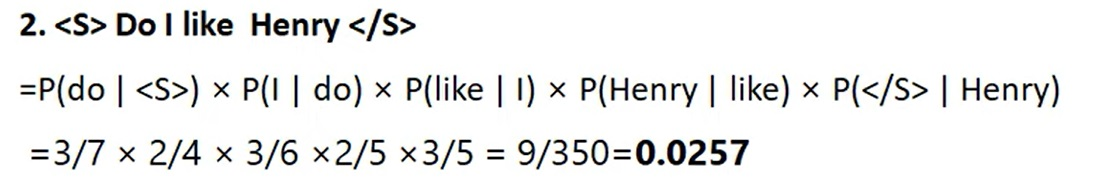 2. <S> Do I like Henry </S>
=P(do | <S>) × P(I | do) × P(like | I) × P(Henry | like) × P(</S> | Henry)
=3/7 × 2/4 × 3/6 ×2/5 ×3/5 = 9/350=0.0257